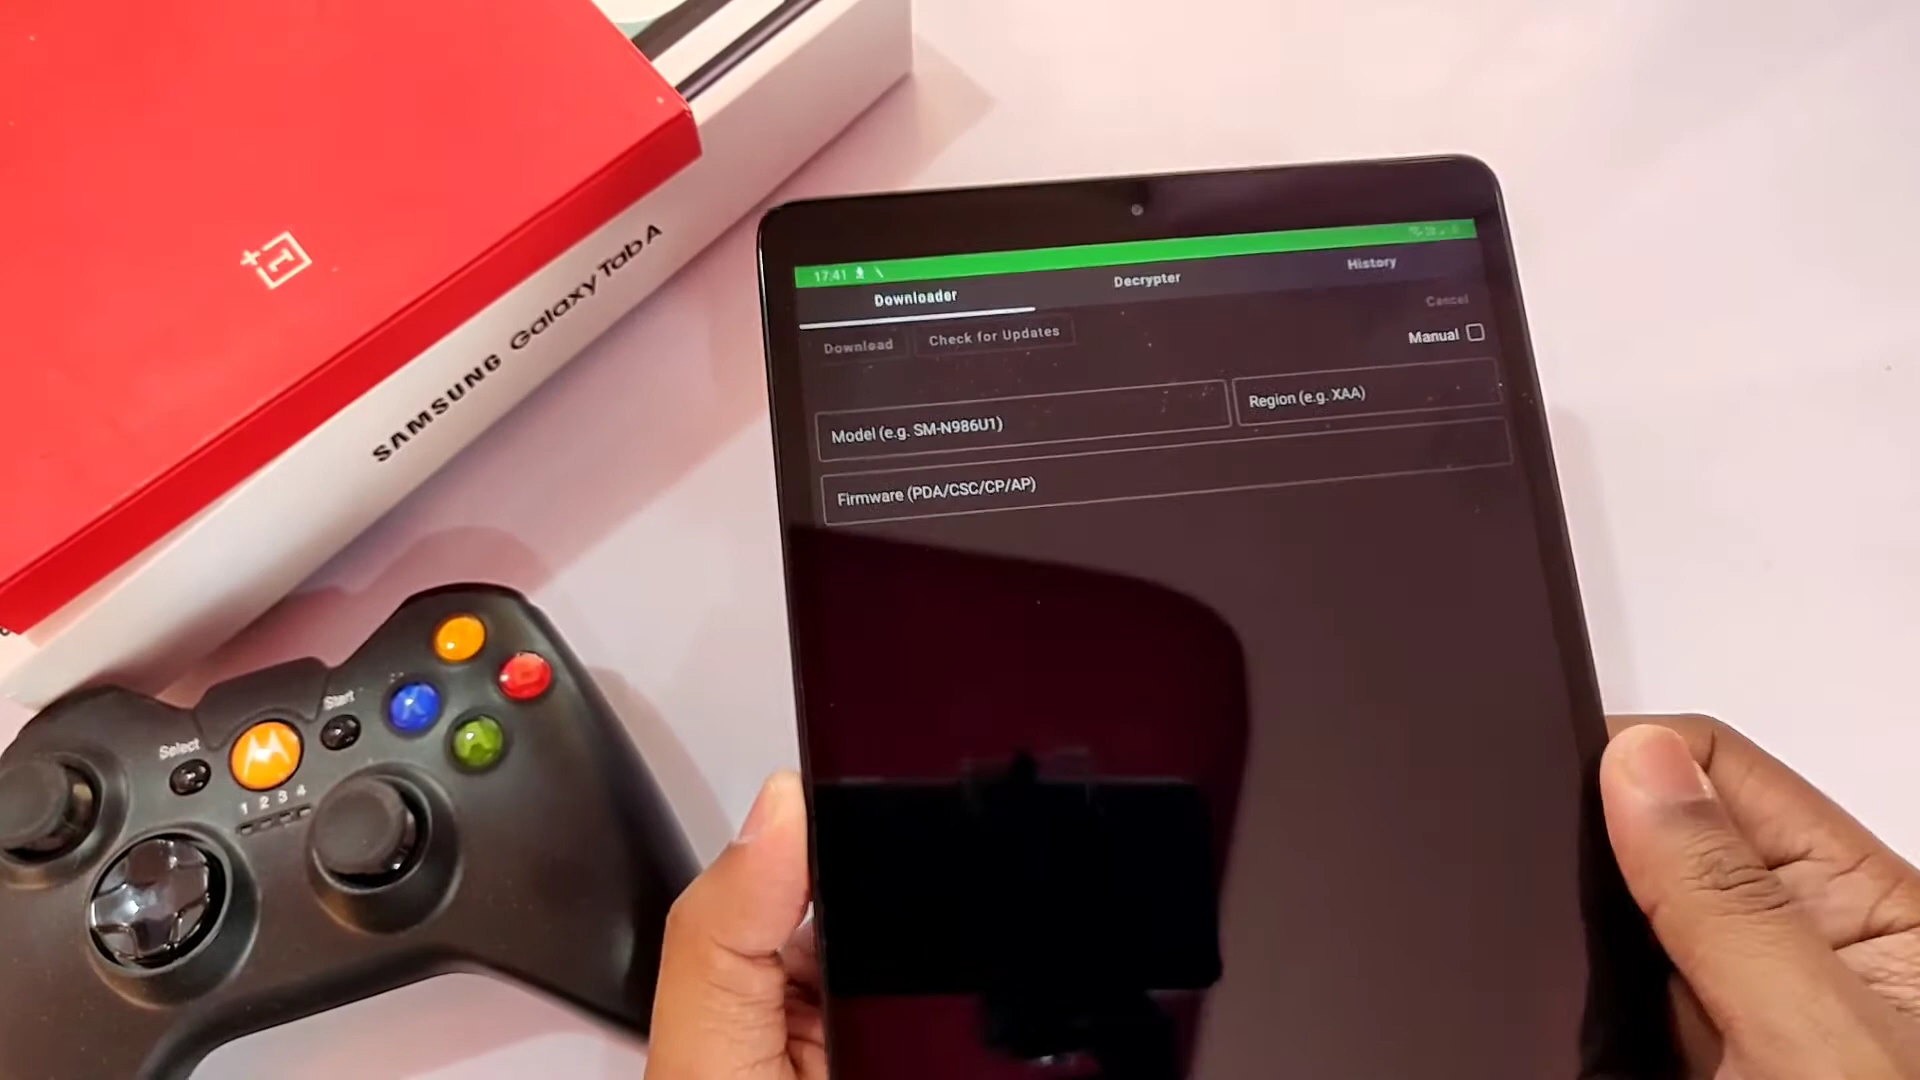 SAMSUNG Galaxy Tab A
17:41
Downloader
Decrypter
History
Cancel
Download
Check for Updates
Manual
Model (e.g. SM-N986U1)
Region (e.g. XAA)
Firmware (PDA/CSC/CP/AP)
Select
Start
1 2 3 4